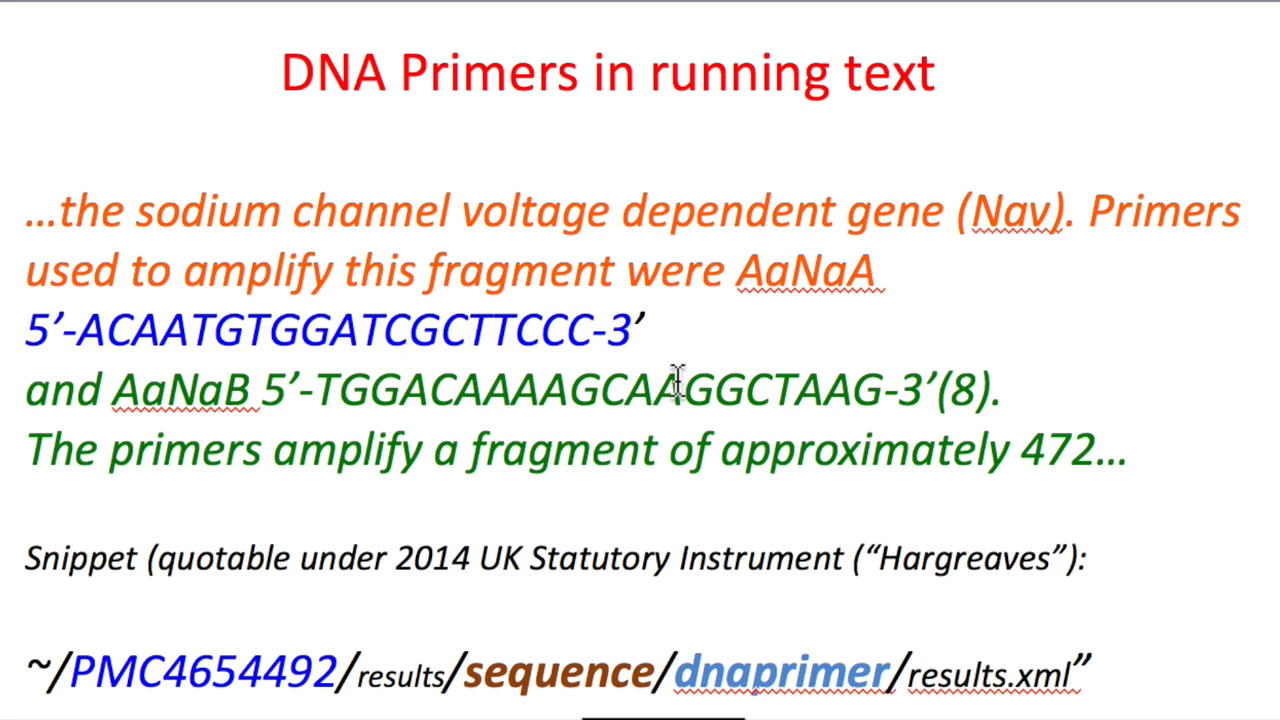 DNA Primers in running text
…the sodium channel voltage dependent gene (Nav). Primers
used to amplify this fragment were AaNaA
5’-ACAATGTGGATCGCTTCCC-3’
and AaNaB 5’-TGGACAAAAGCAAGGCTAAG-3’(8).
The primers amplify a fragment of approximately 472…
Snippet (quotable under 2014 UK Statutory Instrument (“Hargreaves”):
~/PMC4654492/results/sequence/dnaprimer/results.xml”